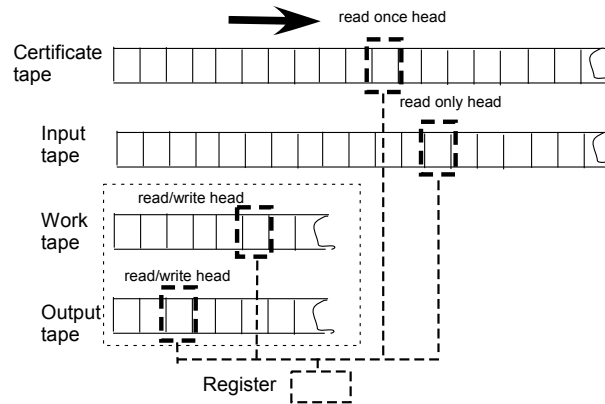 read once head
Certificate
tape
read only head
Input
tape
read/write head
Work
tape
read/write head
Output
tape
Register